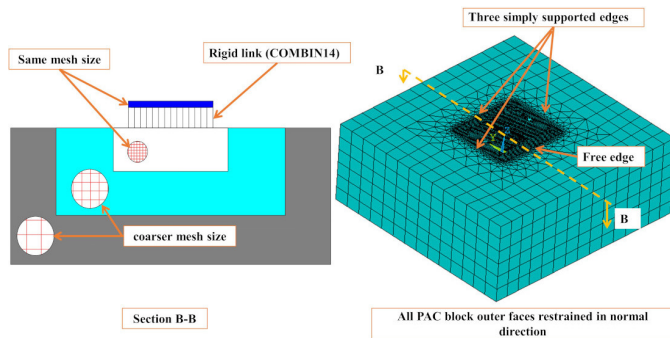 Same mesh size
Rigid link (COMBIN14)
coarser mesh size
Section B-B
Three simply supported edges
B
Free edge
B
All PAC block outer faces restrained in normal
direction